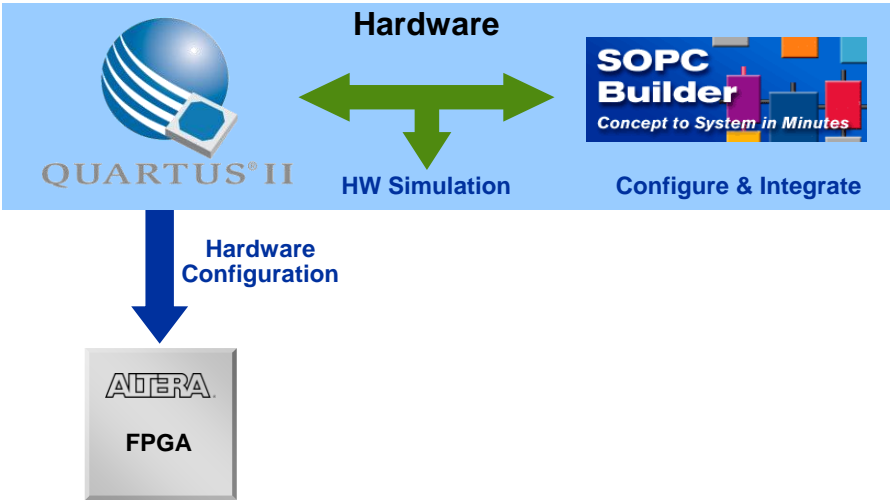 Hardware
SOPC
Builder
Concept to System in Minutes
QUARTUS® II
HW Simulation
Configure & Integrate
Hardware
Configuration
ALTERA.
FPGA